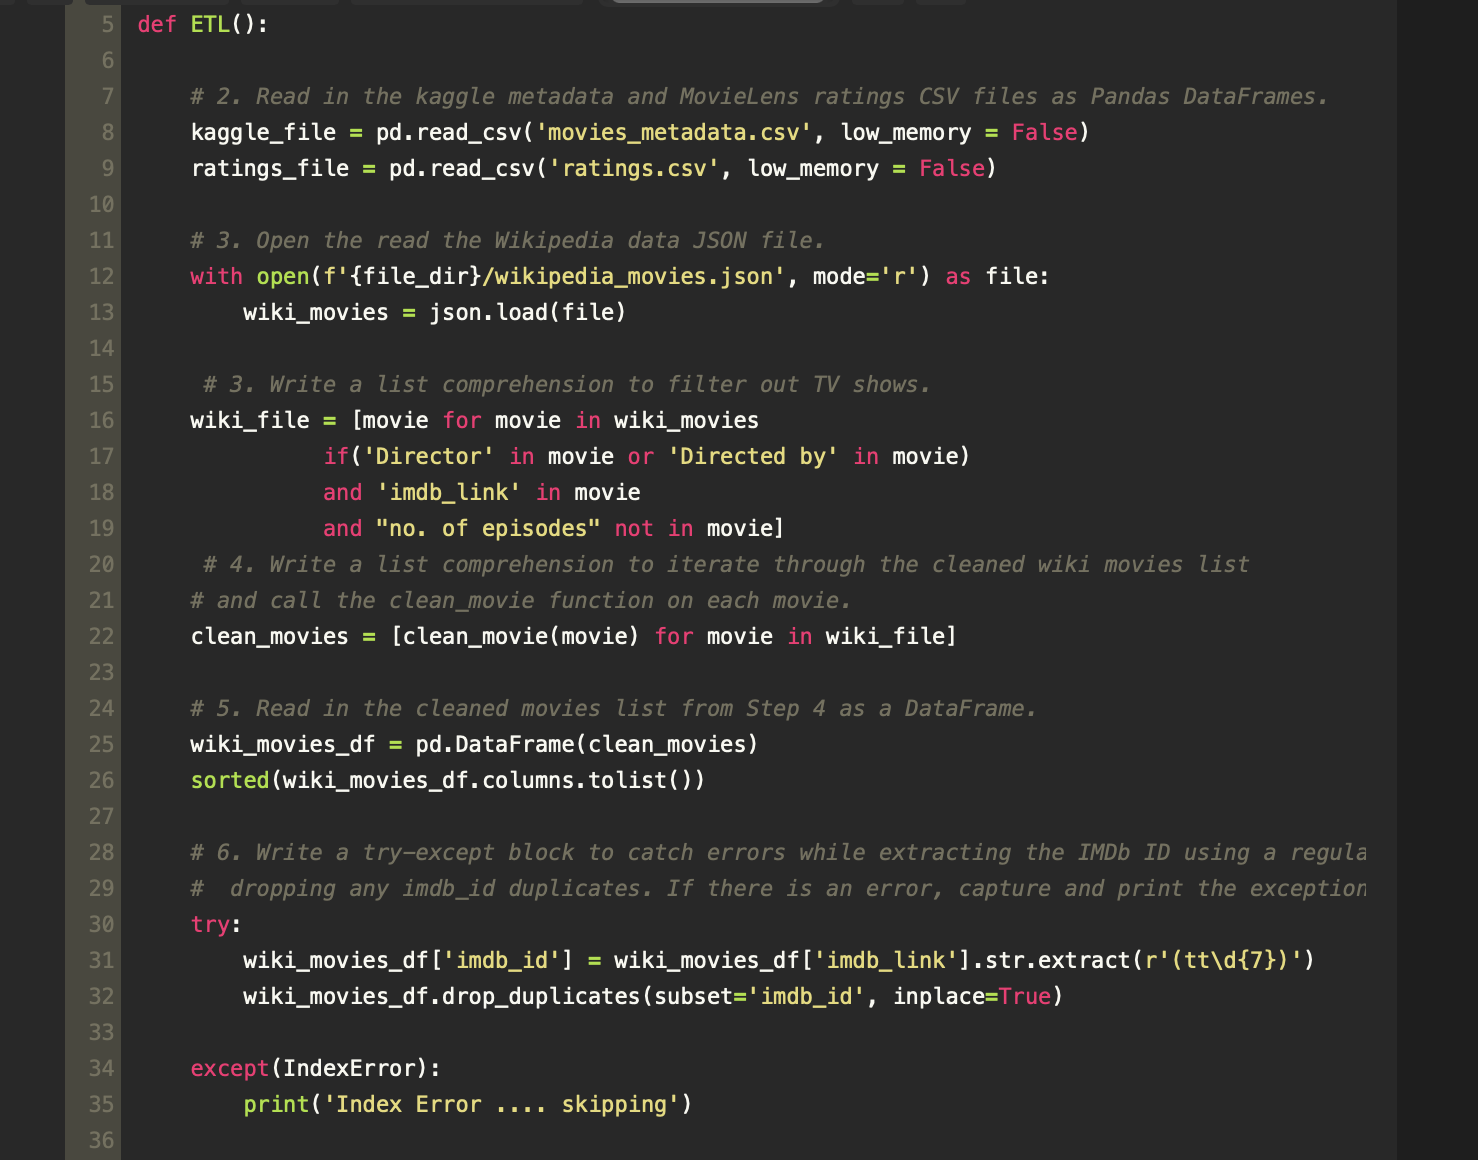 5 def ETL():
6
7     # 2. Read in the kaggle metadata and MovieLens ratings CSV files as Pandas DataFrames.
8     kaggle_file = pd.read_csv('movies_metadata.csv', low_memory = False)
9     ratings_file = pd.read_csv('ratings.csv', low_memory = False)
10
11     # 3. Open the read the Wikipedia data JSON file.
12     with open(f'{file_dir}/wikipedia_movies.json', mode='r') as file:
13         wiki_movies = json.load(file)
14
15      # 3. Write a list comprehension to filter out TV shows.
16     wiki_file = [movie for movie in wiki_movies
17               if('Director' in movie or 'Directed by' in movie)
18               and 'imdb_link' in movie
19               and "no. of episodes" not in movie]
20      # 4. Write a list comprehension to iterate through the cleaned wiki movies list
21     # and call the clean_movie function on each movie.
22     clean_movies = [clean_movie(movie) for movie in wiki_file]
23
24     # 5. Read in the cleaned movies list from Step 4 as a DataFrame.
25     wiki_movies_df = pd.DataFrame(clean_movies)
26     sorted(wiki_movies_df.columns.tolist())
27
28     # 6. Write a try-except block to catch errors while extracting the IMDb ID using a regula
29     #  dropping any imdb_id duplicates. If there is an error, capture and print the exception
30     try:
31         wiki_movies_df['imdb_id'] = wiki_movies_df['imdb_link'].str.extract(r'(tt\d{7})')
32         wiki_movies_df.drop_duplicates(subset='imdb_id', inplace=True)
33
34     except(IndexError):
35         print('Index Error .... skipping')
36